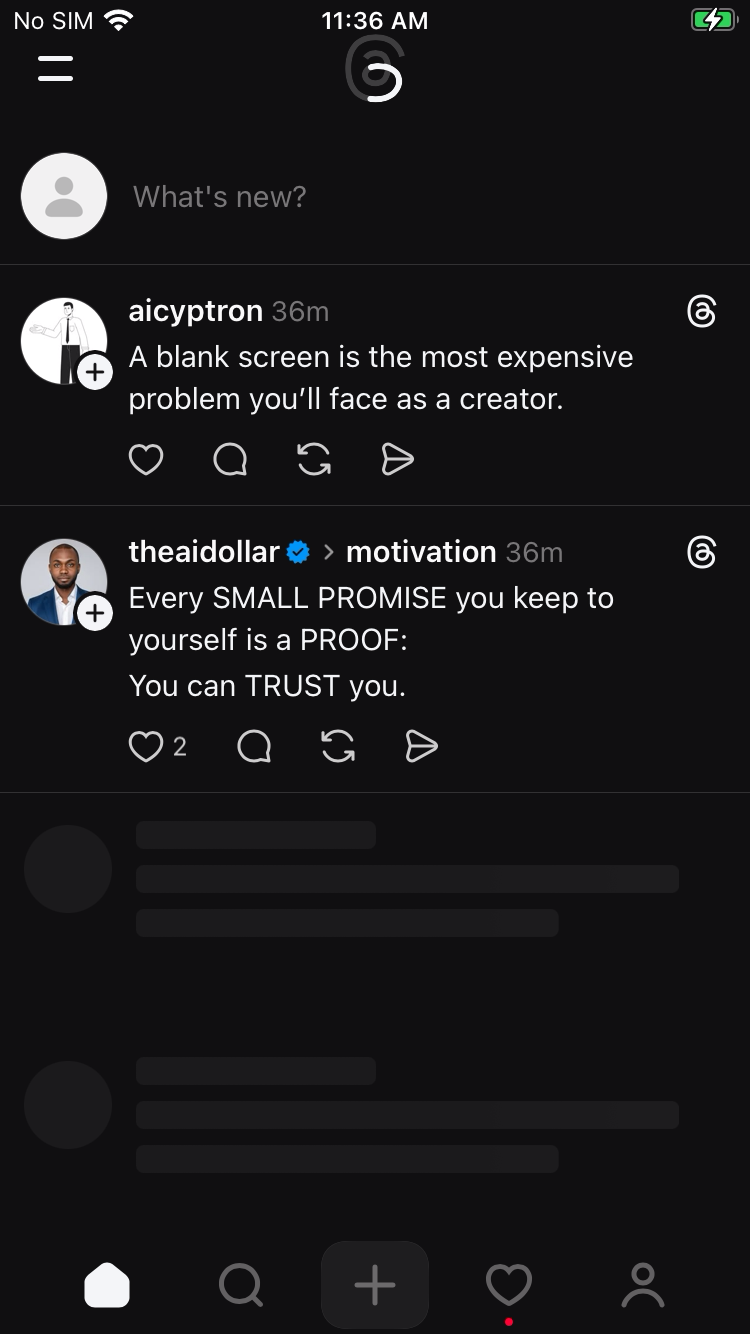 No SIM 11:36 AM
What's new?
aicyptron 36m
A blank screen is the most expensive
problem you’ll face as a creator.
theaidollar > motivation 36m
Every SMALL PROMISE you keep to
yourself is a PROOF:
You can TRUST you.
2